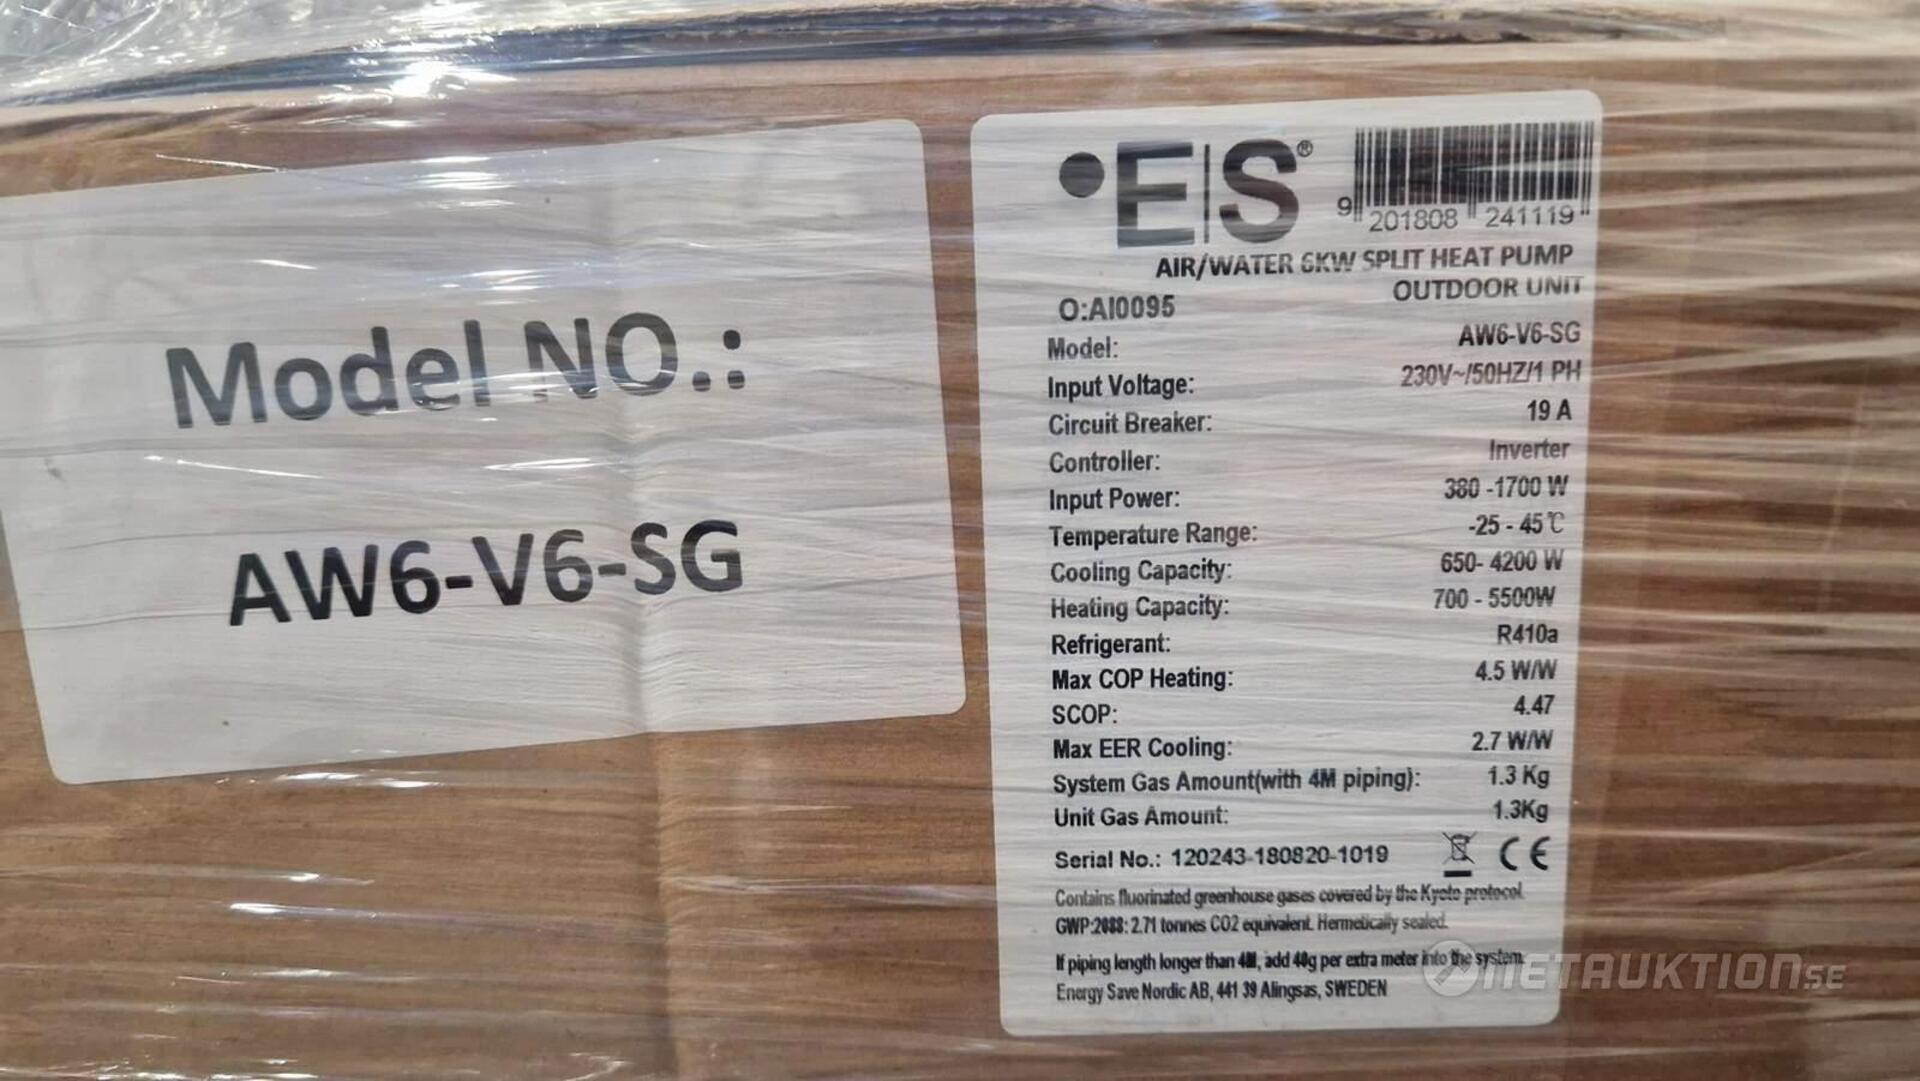 Model NO.:
AW6-V6-SG
E|S®
9 201808 241119
AIR/WATER 6KW SPLIT HEAT PUMP
OUTDOOR UNIT
O:AI0095
Model: AW6-V6-SG
Input Voltage: 230V~/50HZ/1 PH
Circuit Breaker: 19 A
Controller: Inverter
Input Power: 380 -1700 W
Temperature Range: -25 - 45℃
Cooling Capacity: 650- 4200 W
Heating Capacity: 700 - 5500W
Refrigerant: R410a
Max COP Heating: 4.5 W/W
SCOP: 4.47
Max EER Cooling: 2.7 W/W
System Gas Amount(with 4M piping): 1.3 Kg
Unit Gas Amount: 1.3Kg
Serial No.: 120243-180820-1019 CE
Contains fluorinated greenhouse gases covered by the Kyoto protocol.
GWP:2088: 2.71 tonnes CO2 equivalent. Hermetically sealed.
If piping length longer than 4M, add 40g per extra meter into the system.
Energy Save Nordic AB, 441 39 Alingsas, SWEDEN
NETAUKTION.SE